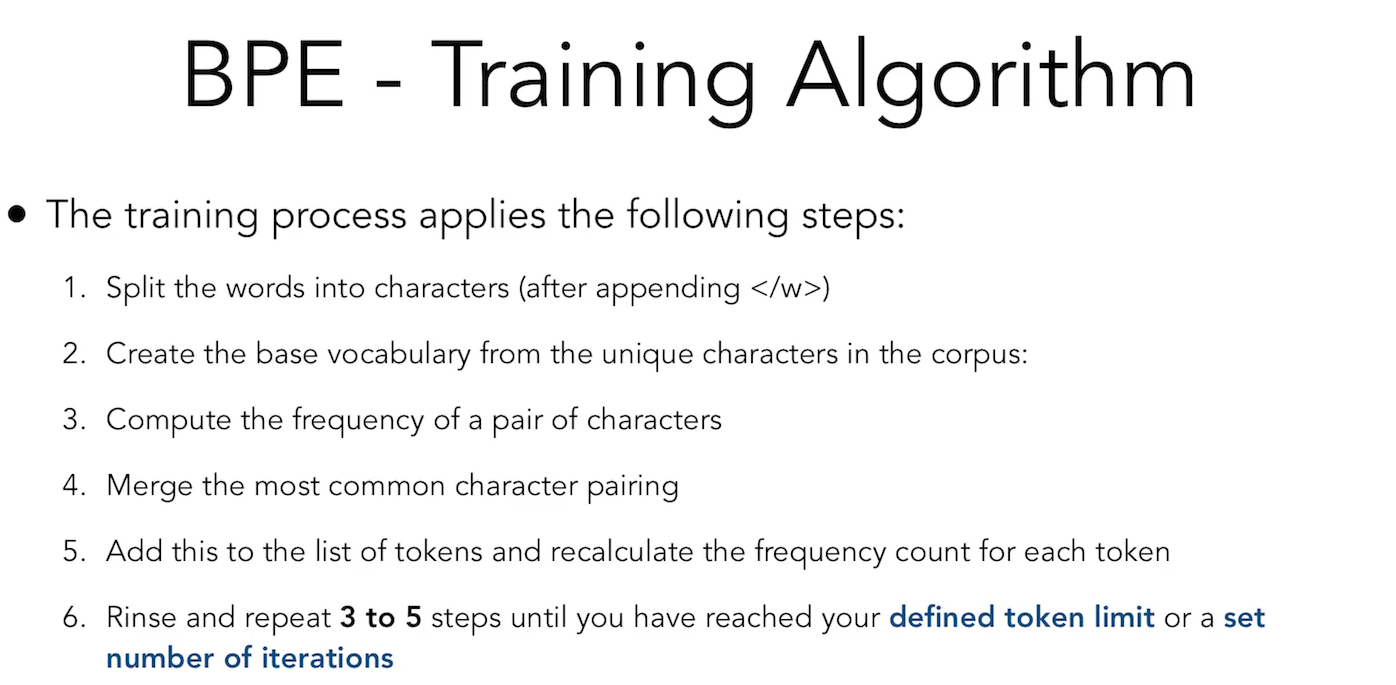 BPE - Training Algorithm
• The training process applies the following steps:
1. Split the words into characters (after appending </w>)
2. Create the base vocabulary from the unique characters in the corpus:
3. Compute the frequency of a pair of characters
4. Merge the most common character pairing
5. Add this to the list of tokens and recalculate the frequency count for each token
6. Rinse and repeat 3 to 5 steps until you have reached your defined token limit or a set
number of iterations